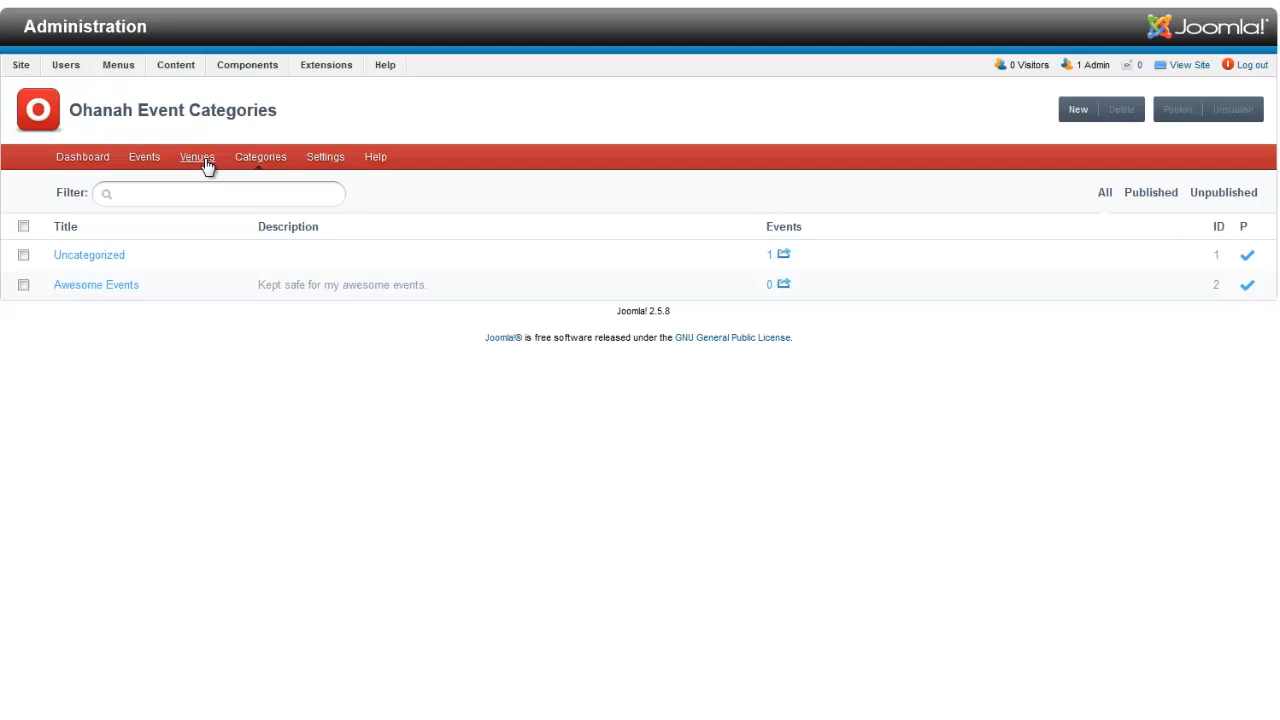 Administration
Joomla!
Site Users Menus Content Components Extensions Help 0 Visitors 1 Admin 0 View Site Log out
O Ohanah Event Categories New Delete Publish Unpublish
Dashboard Events Venues Categories Settings Help
Filter: All Published Unpublished
Title Description Events ID P
Uncategorized 1 1
Awesome Events Kept safe for my awesome events. 0 2
Joomla! 2.5.8
Joomla!® is free software released under the GNU General Public License.